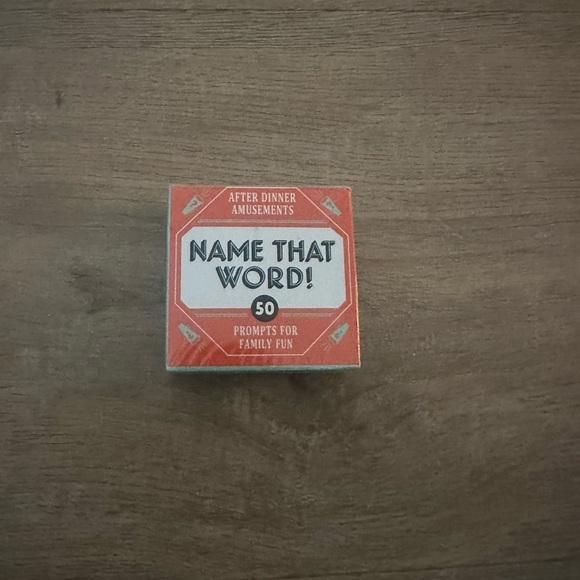 AFTER DINNER
AMUSEMENTS
NAME THAT
WORD!
50
PROMPTS FOR
FAMILY FUN